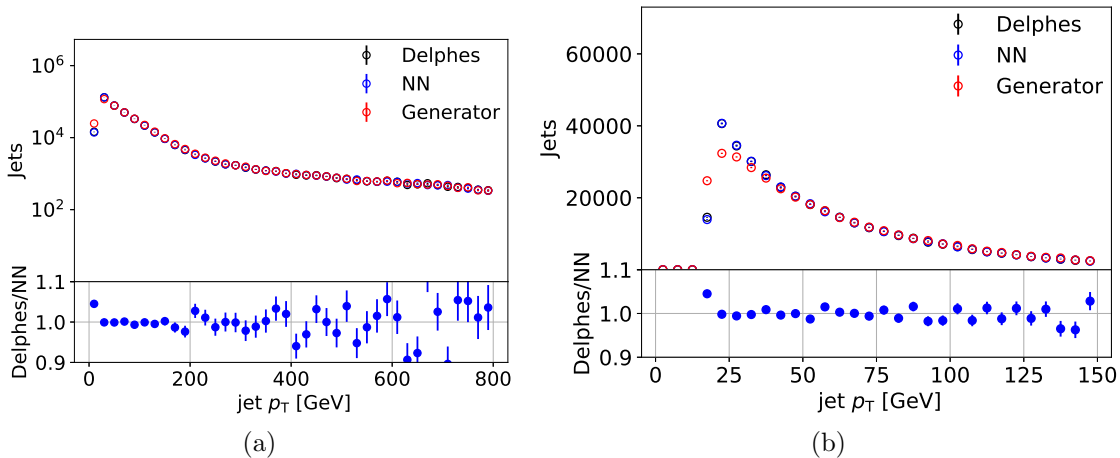 Delphes
NN
Generator
Jets
10^6
10^4
10^2
Delphes/NN
1.1
1.0
0.9
0 200 400 600 800
jet p_T [GeV]
(a)
Delphes
NN
Generator
Jets
60000
40000
20000
Delphes/NN
1.1
1.0
0.9
0 25 50 75 100 125 150
jet p_T [GeV]
(b)